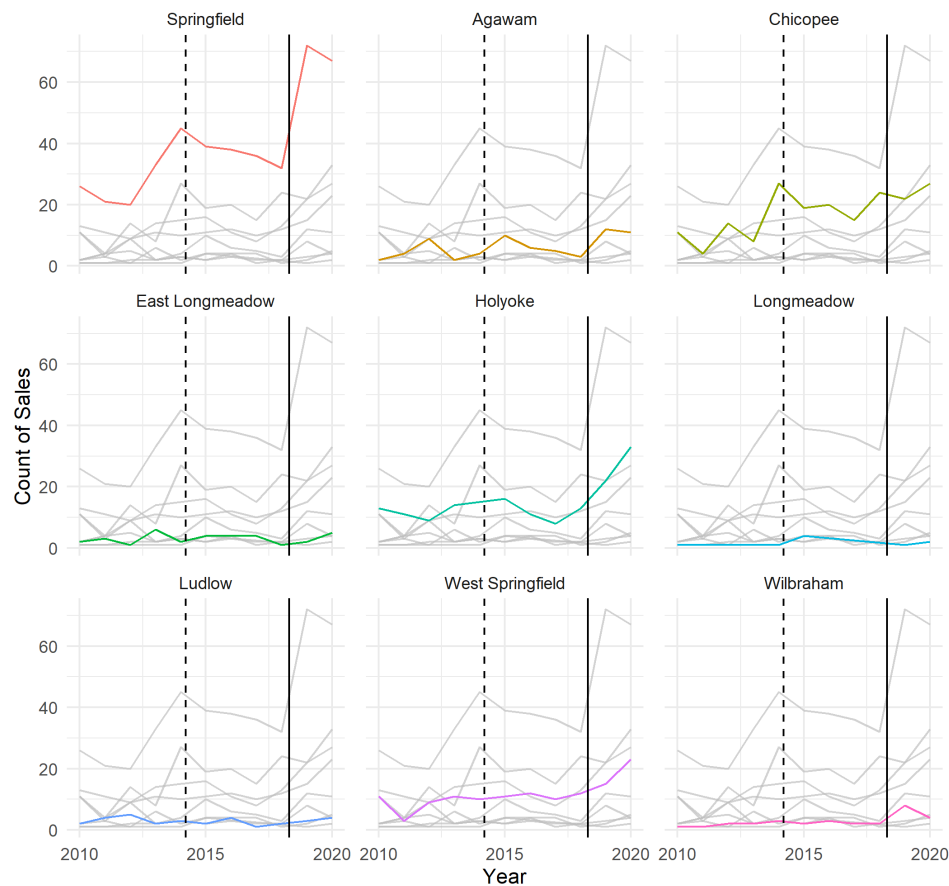 Springfield Agawam Chicopee
60
40
20
0
East Longmeadow Holyoke Longmeadow
60
40
20
0
Count of Sales
Ludlow West Springfield Wilbraham
60
40
20
0
2010 2015 2020 2010 2015 2020 2010 2015 2020
Year